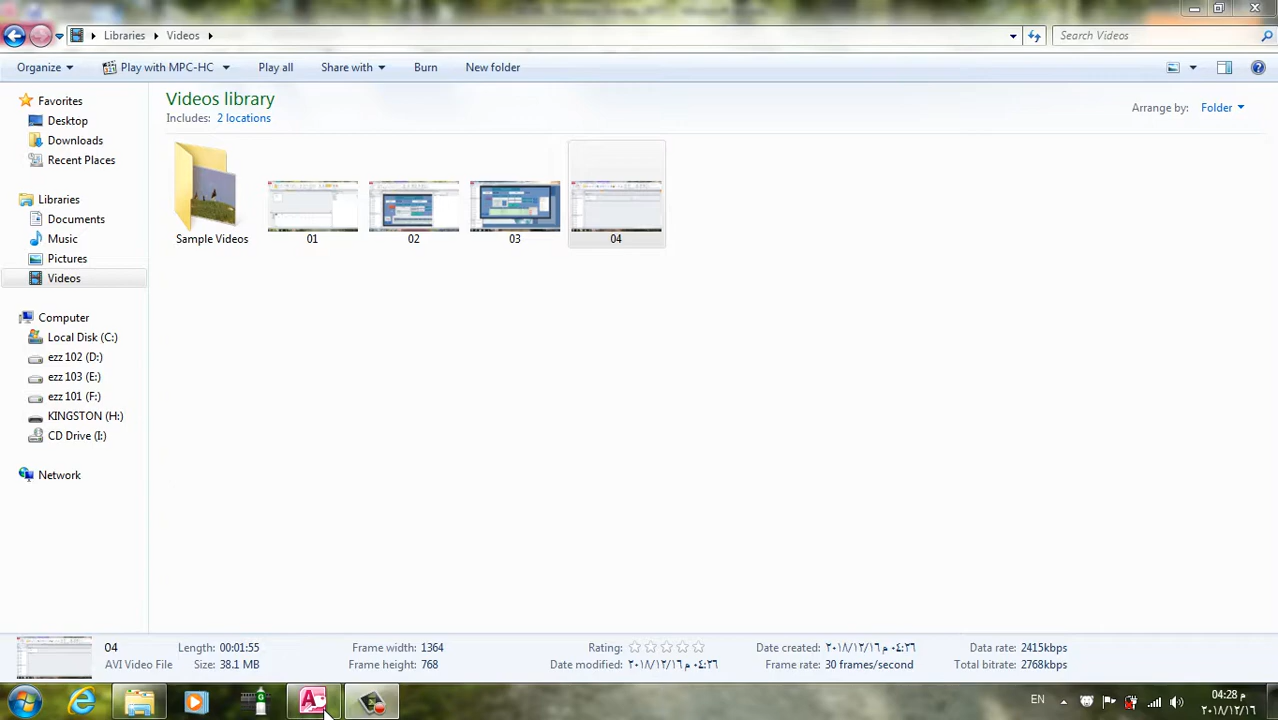 Libraries
Videos
Search Videos
Organize
Play with MPC-HC
Play all
Share with
Burn
New folder
Favorites
Desktop
Downloads
Recent Places
Libraries
Documents
Music
Pictures
Videos
Computer
Local Disk (C:)
ezz 102 (D:)
ezz 103 (E:)
ezz 101 (F:)
KINGSTON (H:)
CD Drive (I:)
Network
Videos library
Includes: 2 locations
Arrange by: Folder
Sample Videos
01
02
03
04
04
AVI Video File
Length: 00:01:55
Size: 38.1 MB
Frame width: 1364
Frame height: 768
Rating:
Date modified: ٢٠١٨/١٢/١٦ ٠٤:٢٦ م
Date created: ٢٠١٨/١٢/١٦ ٠٤:٢٦ م
Frame rate: 30 frames/second
Data rate: 2415kbps
Total bitrate: 2768kbps
EN
04:28 م
٢٠١٨/١٢/١٦